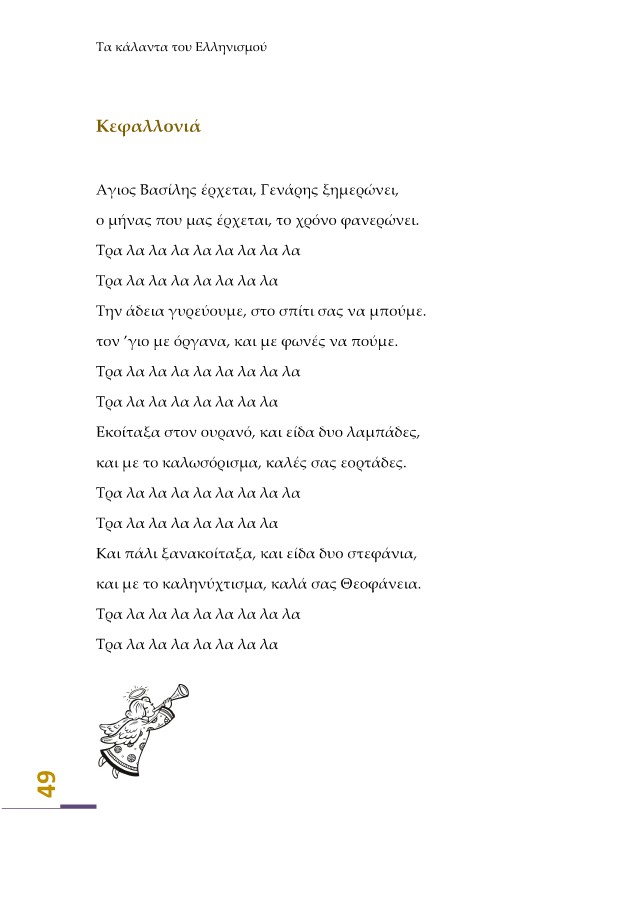 Τα κάλαντα του Ελληνισμού
Κεφαλλονιά
Αγιος Βασίλης έρχεται, Γενάρης ξημερώνει,
ο μήνας που μας έρχεται, το χρόνο φανερώνει.
Τρα λα λα λα λα λα λα λα λα
Τρα λα λα λα λα λα λα λα
Την άδεια γυρεύουμε, στο σπίτι σας να μπούμε.
τον ’γιο με όργανα, και με φωνές να πούμε.
Τρα λα λα λα λα λα λα λα λα
Τρα λα λα λα λα λα λα λα
Εκοίταξα στον ουρανό, και είδα δυο λαμπάδες,
και με το καλωσόρισμα, καλές σας εορτάδες.
Τρα λα λα λα λα λα λα λα λα
Τρα λα λα λα λα λα λα λα
Και πάλι ξανακοίταξα, και είδα δυο στεφάνια,
και με το καληνύχτισμα, καλά σας Θεοφάνεια.
Τρα λα λα λα λα λα λα λα λα
Τρα λα λα λα λα λα λα λα
49